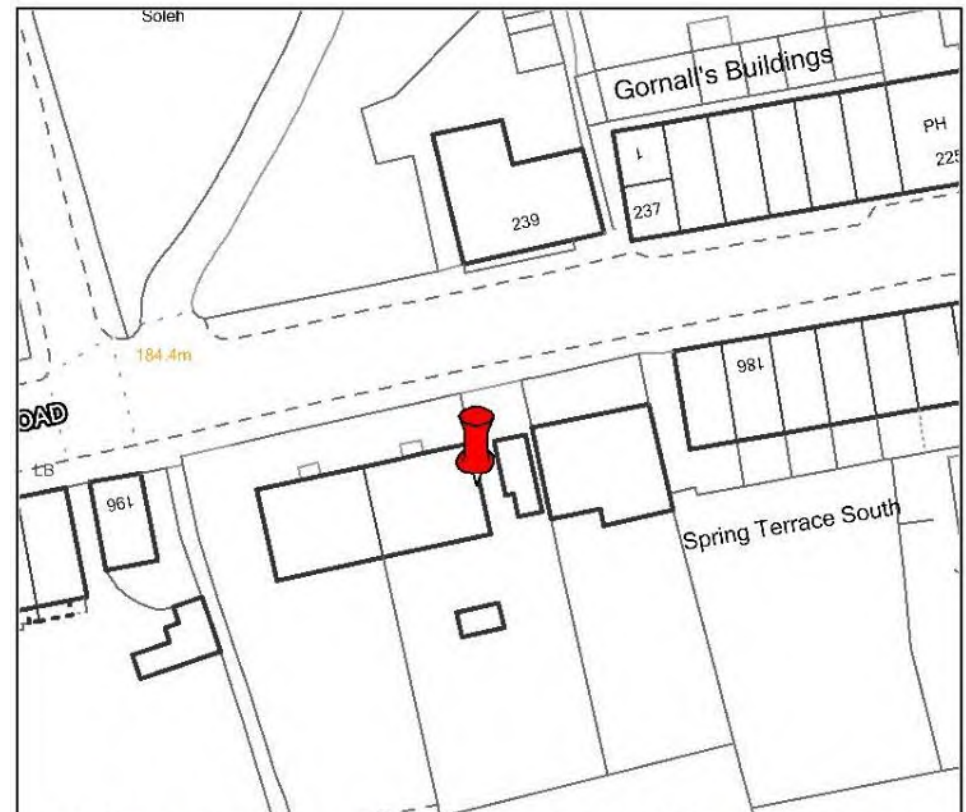 Soleh
Gornall's Buildings
PH
225
1
237
239
184.4m
186
OAD
LB
196
Spring Terrace South